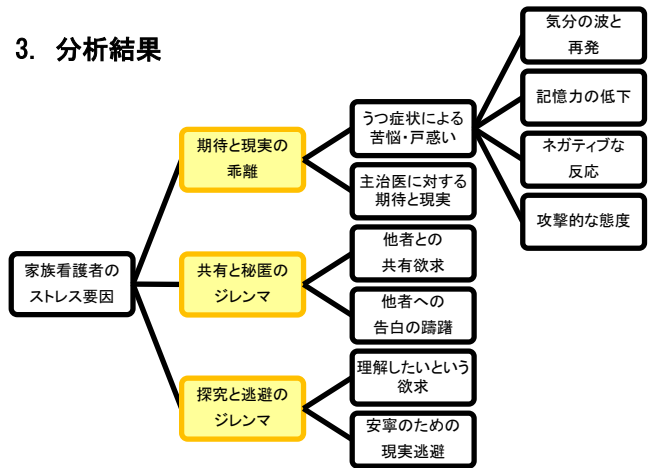 3. 分析結果
家族看護者の
ストレス要因
期待と現実の
乖離
共有と秘匿の
ジレンマ
探究と逃避の
ジレンマ
うつ症状による
苦悩・戸惑い
主治医に対する
期待と現実
他者との
共有欲求
他者への
告白の躊躇
理解したいという
欲求
安寧のための
現実逃避
気分の波と
再発
記憶力の低下
ネガティブな
反応
攻撃的な態度